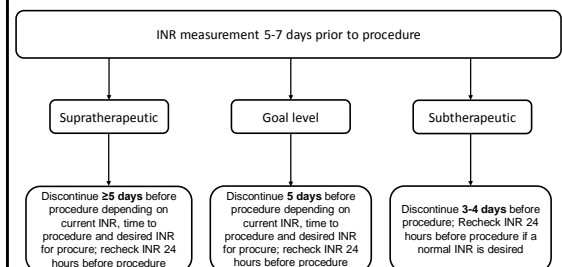 INR measurement 5-7 days prior to procedure
Supratherapeutic
Goal level
Subtherapeutic
Discontinue ≥5 days before
procedure depending on
current INR, time to
procedure and desired INR
for procure; recheck INR 24
hours before procedure
Discontinue 5 days before
procedure depending on
current INR, time to
procedure and desired INR
for procure; recheck INR 24
hours before procedure
Discontinue 3-4 days before
procedure; Recheck INR 24
hours before procedure if a
normal INR is desired